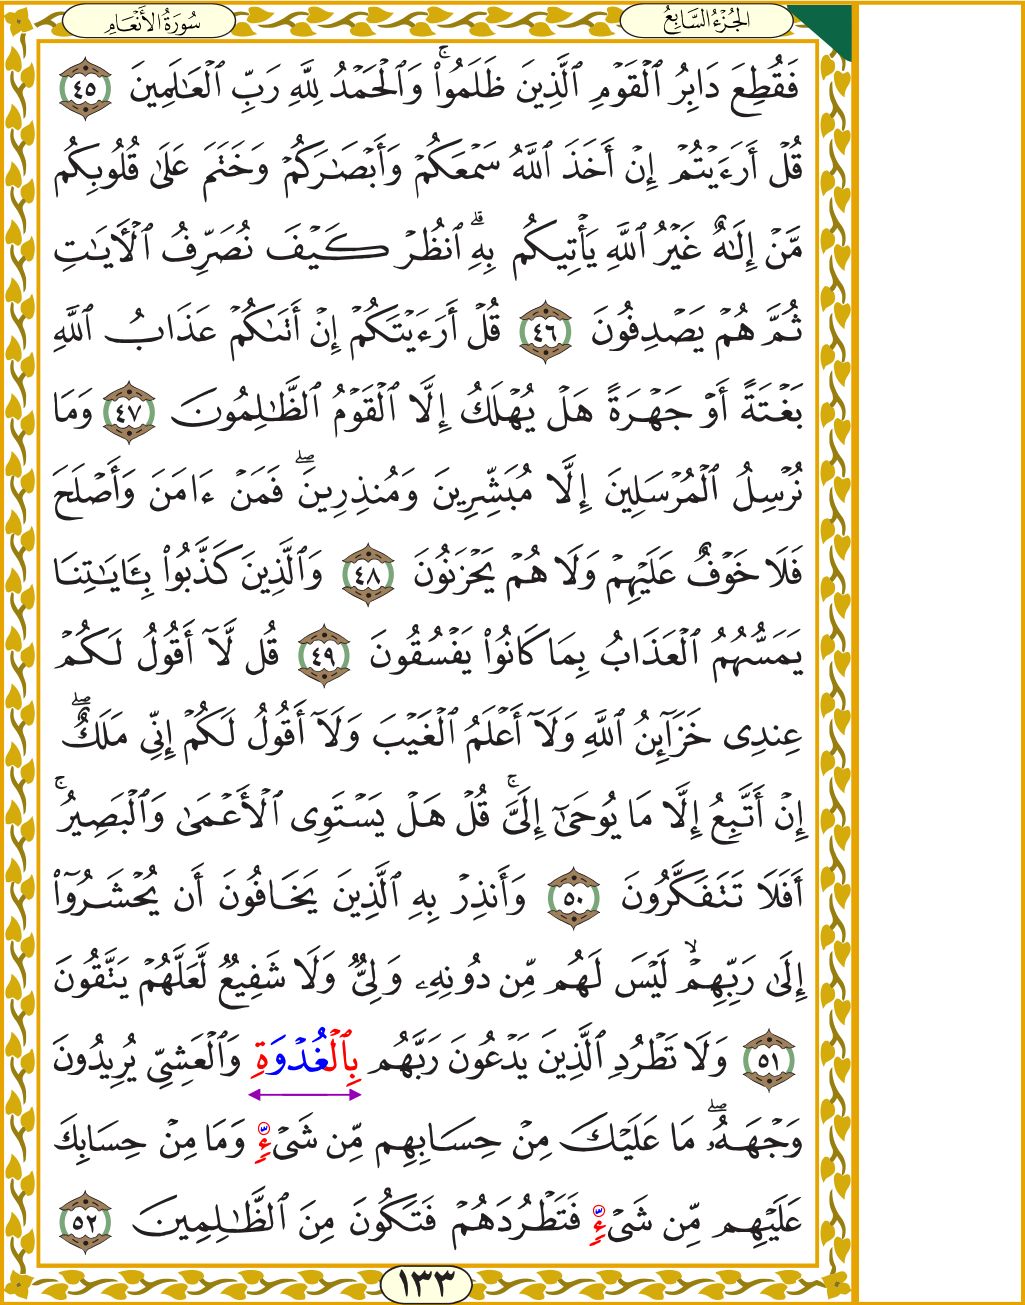 الجُزْءُ السَّابِعُ
سُورَةُ الأَنْعَامِ
فَقُطِعَ دَابِرُ ٱلۡقَوۡمِ ٱلَّذِينَ ظَلَمُواْۚ وَٱلۡحَمۡدُ لِلَّهِ رَبِّ ٱلۡعَٰلَمِينَ ٤٥
قُلۡ أَرَءَيۡتُمۡ إِنۡ أَخَذَ ٱللَّهُ سَمۡعَكُمۡ وَأَبۡصَٰرَكُمۡ وَخَتَمَ عَلَىٰ قُلُوبِكُم
مَّنۡ إِلَٰهٌ غَيۡرُ ٱللَّهِ يَأۡتِيكُم بِهِۗ ٱنظُرۡ كَيۡفَ نُصَرِّفُ ٱلۡأٓيَٰتِ
ثُمَّ هُمۡ يَصۡدِفُونَ ٤٦ قُلۡ أَرَءَيۡتَكُمۡ إِنۡ أَتَىٰكُمۡ عَذَابُ ٱللَّهِ
بَغۡتَةً أَوۡ جَهۡرَةً هَلۡ يُهۡلَكُ إِلَّا ٱلۡقَوۡمُ ٱلظَّٰلِمُونَ ٤٧ وَمَا
نُرۡسِلُ ٱلۡمُرۡسَلِينَ إِلَّا مُبَشِّرِينَ وَمُنذِرِينَۖ فَمَنۡ ءَامَنَ وَأَصۡلَحَ
فَلَا خَوۡفٌ عَلَيۡهِمۡ وَلَا هُمۡ يَحۡزَنُونَ ٤٨ وَٱلَّذِينَ كَذَّبُواْ بِـَٔايَٰتِنَا
يَمَسُّهُمُ ٱلۡعَذَابُ بِمَا كَانُواْ يَفۡسُقُونَ ٤٩ قُل لَّآ أَقُولُ لَكُمۡ
عِندِى خَزَآئِنُ ٱللَّهِ وَلَآ أَعۡلَمُ ٱلۡغَيۡبَ وَلَآ أَقُولُ لَكُمۡ إِنِّى مَلَكٌۖ
إِنۡ أَتَّبِعُ إِلَّا مَا يُوحَىٰٓ إِلَىَّۚ قُلۡ هَلۡ يَسۡتَوِى ٱلۡأَعۡمَىٰ وَٱلۡبَصِيرُۚ
أَفَلَا تَتَفَكَّرُونَ ٥٠ وَأَنذِرۡ بِهِ ٱلَّذِينَ يَخَافُونَ أَن يُحۡشَرُوٓاْ
إِلَىٰ رَبِّهِمۡۙ لَيۡسَ لَهُم مِّن دُونِهِۦ وَلِىٌّ وَلَا شَفِيعٌ لَّعَلَّهُمۡ يَتَّقُونَ
٥١ وَلَا تَطۡرُدِ ٱلَّذِينَ يَدۡعُونَ رَبَّهُم بِٱلۡغُدۡوَةِ وَٱلۡعَشِىِّ يُرِيدُونَ
وَجۡهَهُۥۖ مَا عَلَيۡكَ مِنۡ حِسَابِهِم مِّن شَىۡءٍ وَمَا مِنۡ حِسَابِكَ
عَلَيۡهِم مِّن شَىۡءٍ فَتَطۡرُدَهُمۡ فَتَكُونَ مِنَ ٱلظَّٰلِمِينَ ٥٢
١٣٣